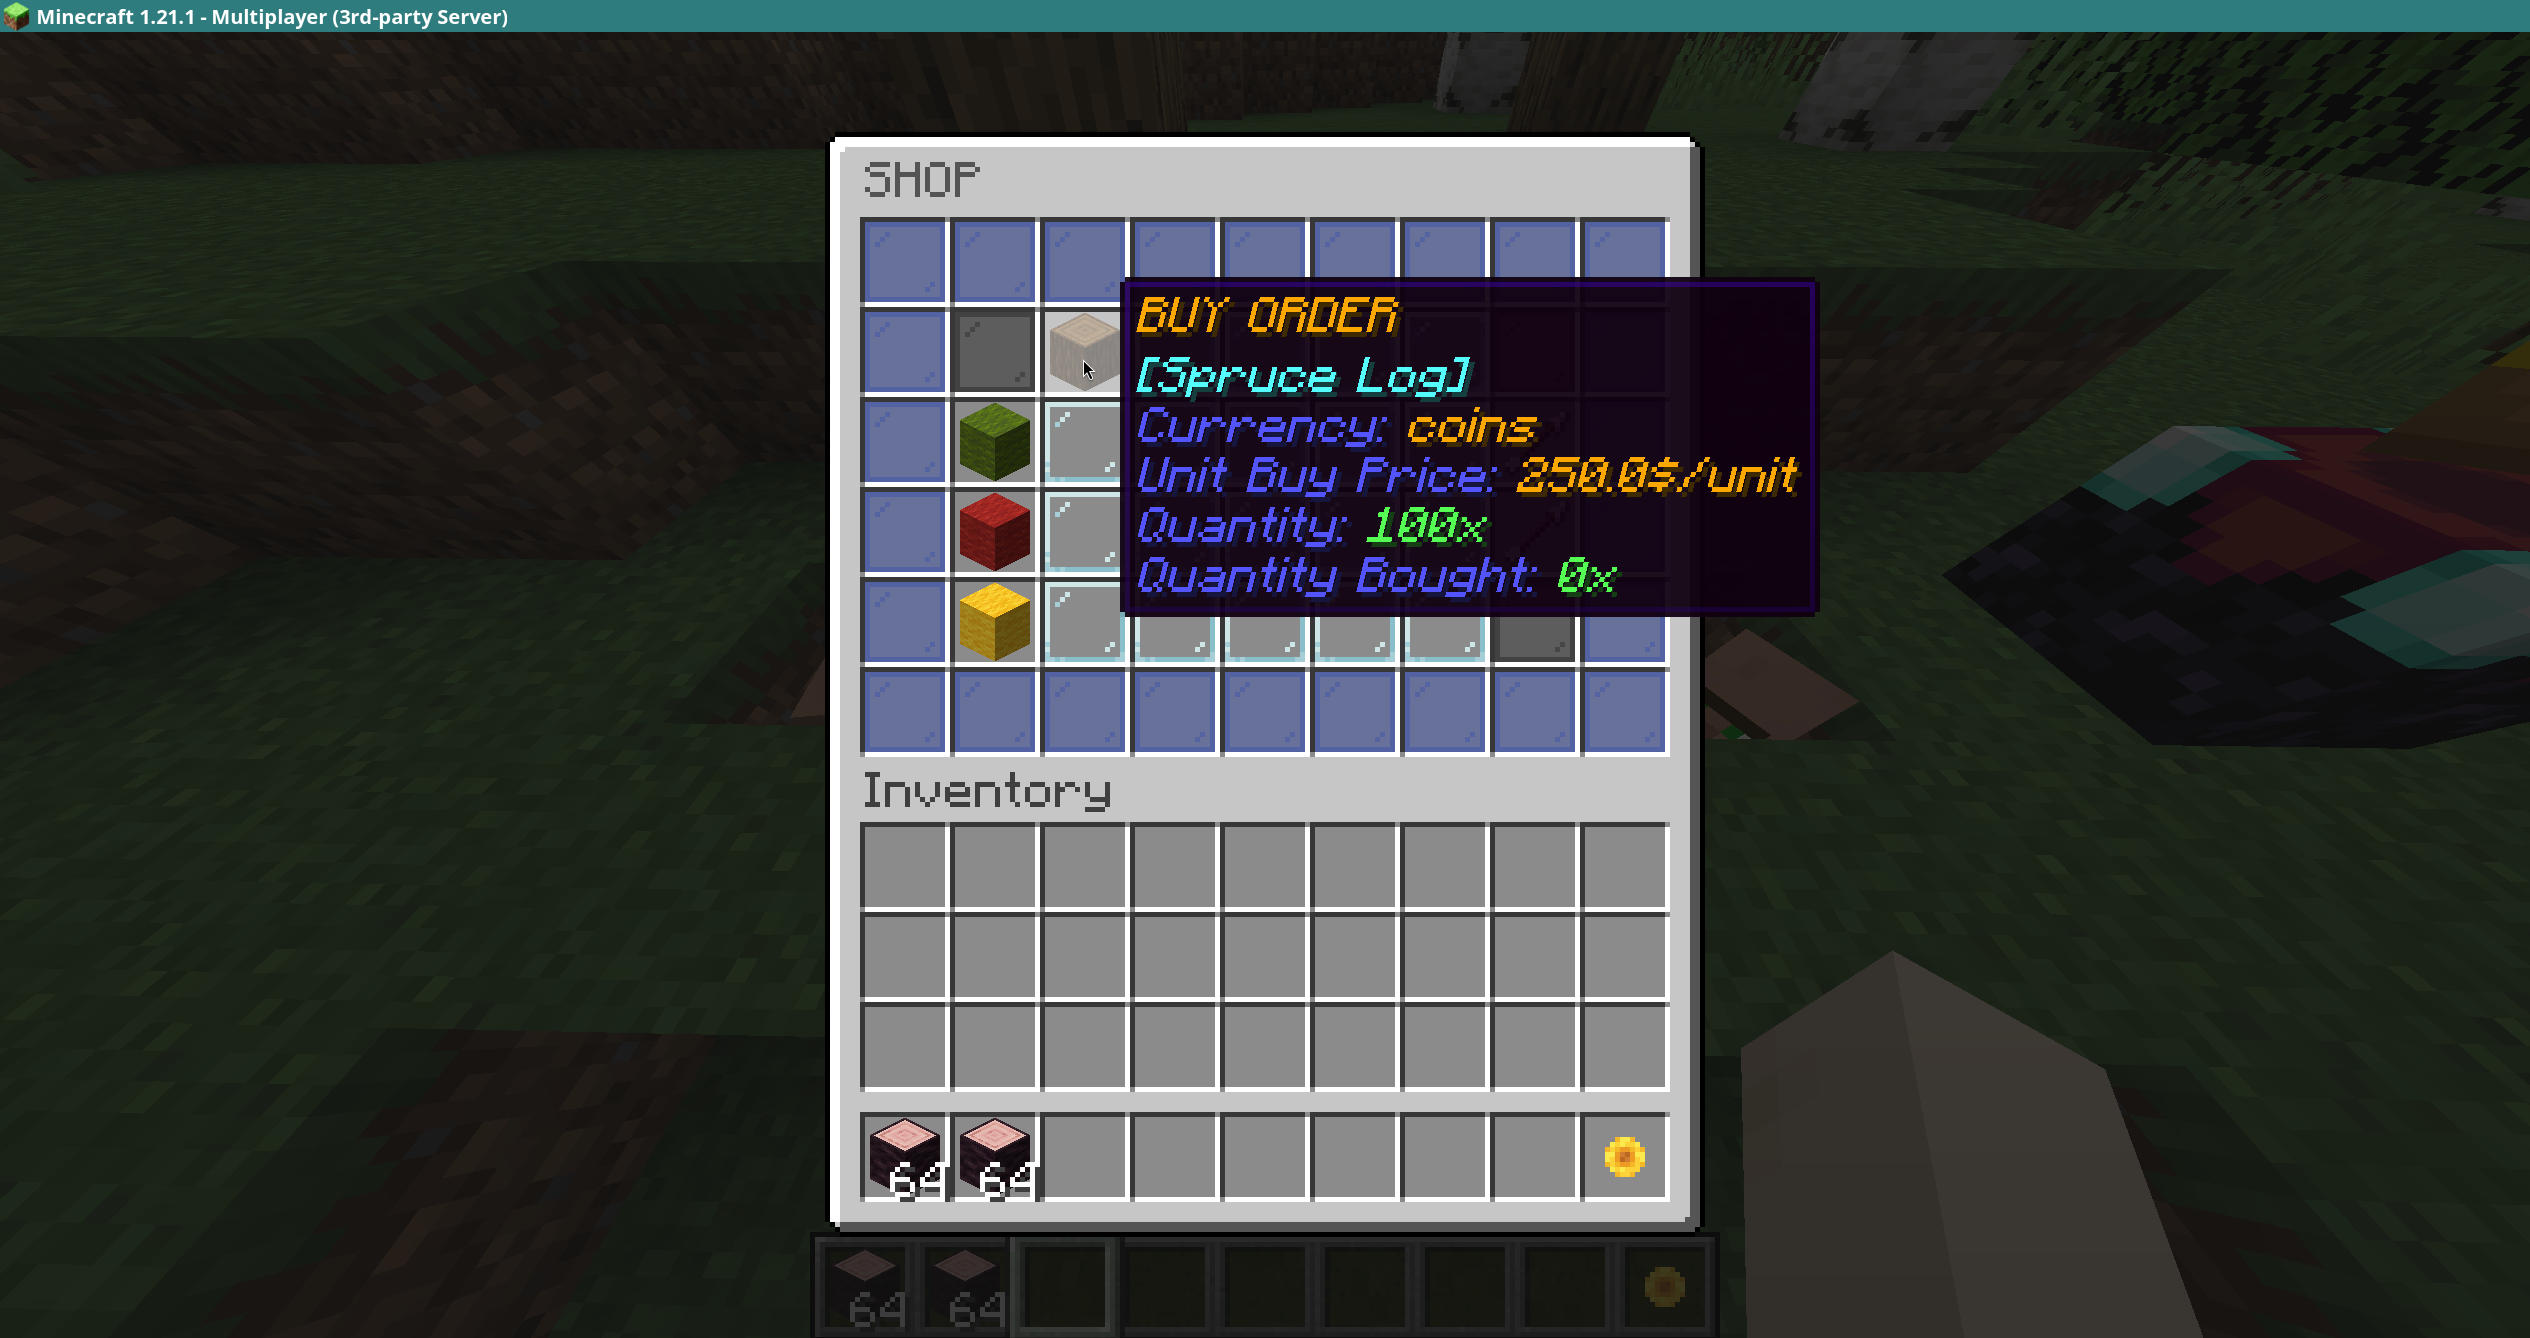 Minecraft 1.21.1 - Multiplayer (3rd-party Server)
SHOP
BUY ORDER
[Spruce Log]
Currency: coins
Unit Buy Price: 250.0$/unit
Quantity: 100x
Quantity Bought: 0x
Inventory
64 64
64 64